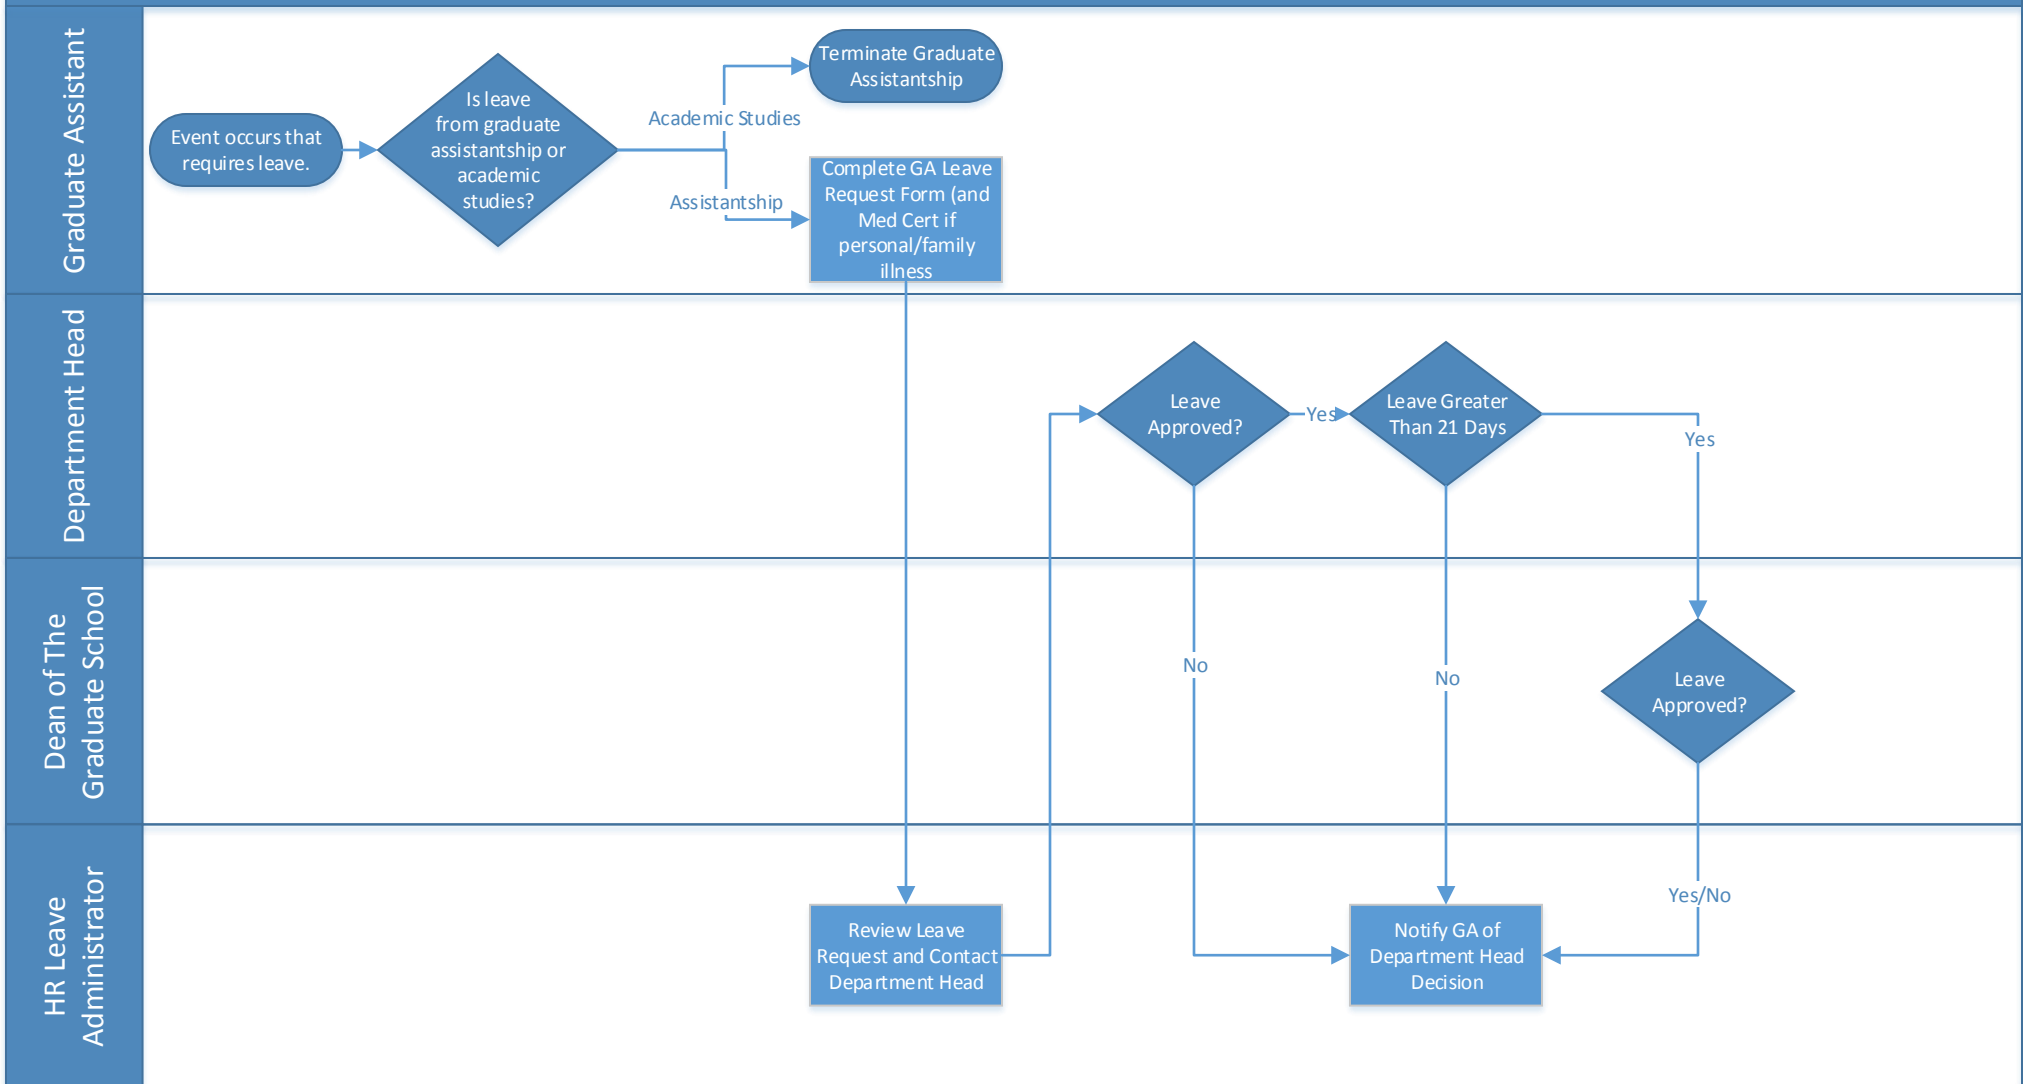 Graduate Assistant
Event occurs that
requires leave.
Is leave
from graduate
assistantship or
academic
studies?
Academic Studies
Assistantship
Terminate Graduate
Assistantship
Complete GA Leave
Request Form (and
Med Cert if
personal/family
illness
Department Head
Leave
Approved?
Yes
Leave Greater
Than 21 Days
Yes
Dean of The
Graduate School
No
No
Leave
Approved?
HR Leave
Administrator
Review Leave
Request and Contact
Department Head
Notify GA of
Department Head
Decision
Yes/No